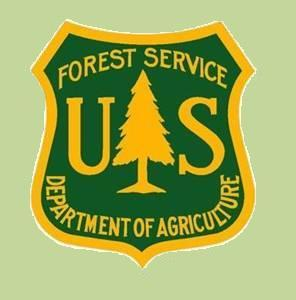 FOREST SERVICE
U S
DEPARTMENT OF AGRICULTURE